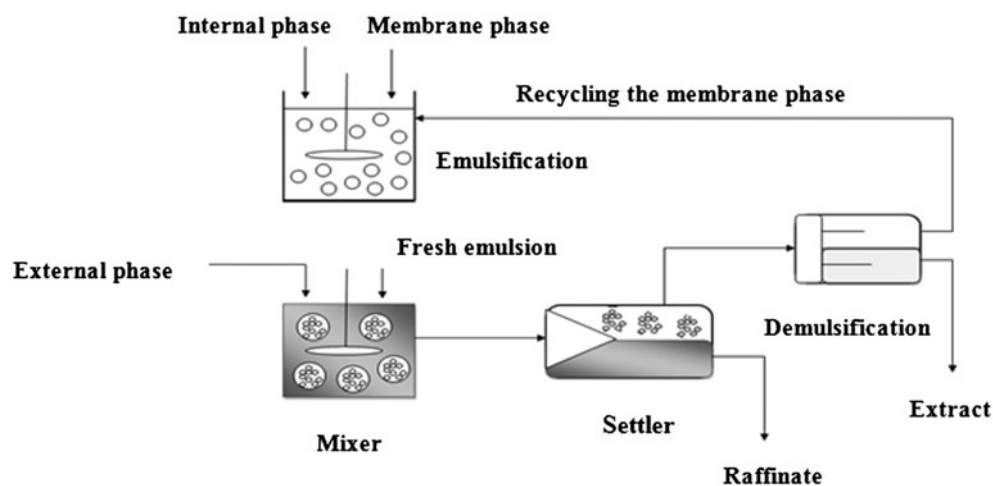 Internal phase
Membrane phase
Recycling the membrane phase
Emulsification
Fresh emulsion
External phase
Demulsification
Extract
Settler
Mixer
Raffinate